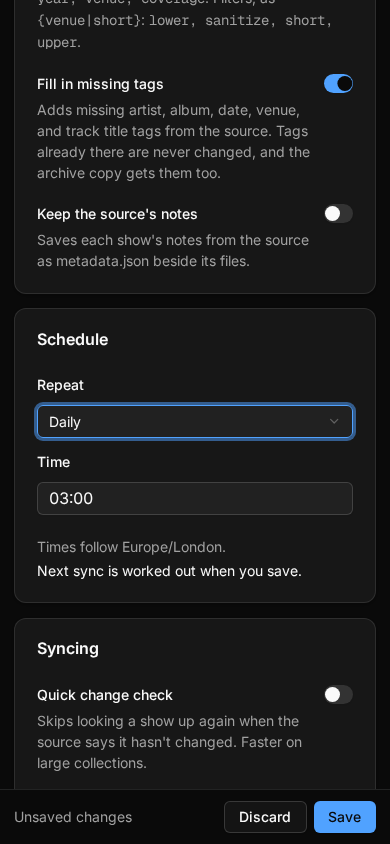 year, venue, coverage. Filters, as
{venue|short}: lower, sanitize, short,
upper.
Fill in missing tags
Adds missing artist, album, date, venue,
and track title tags from the source. Tags
already there are never changed, and the
archive copy gets them too.
Keep the source's notes
Saves each show's notes from the source
as metadata.json beside its files.
Schedule
Repeat
Daily
Time
03:00
Times follow Europe/London.
Next sync is worked out when you save.
Syncing
Quick change check
Skips looking a show up again when the
source says it hasn't changed. Faster on
large collections.
Unsaved changes
Discard
Save